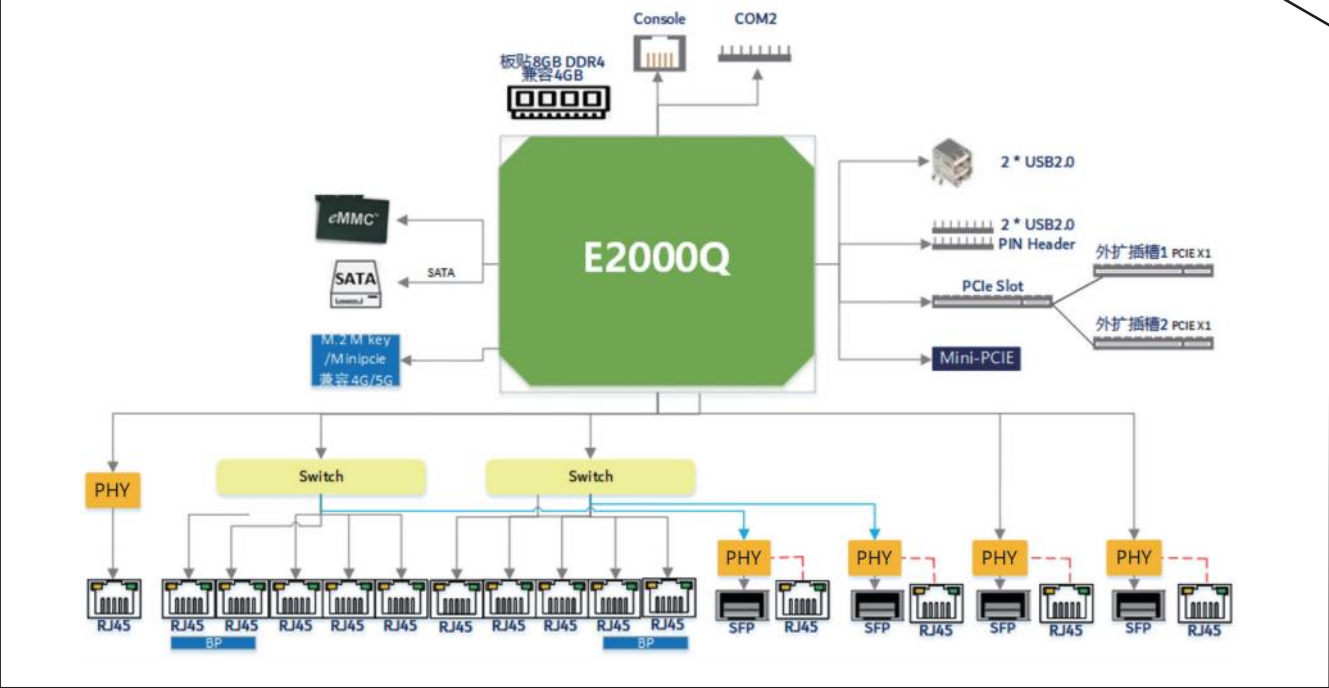 Console
COM2
板贴8GB DDR4
兼容4GB
2 * USB2.0
eMMC™
E2000Q
2 * USB2.0
PIN Header
外扩插槽1 PCIE X1
SATA
SATA
PCIe Slot
外扩插槽2 PCIE X1
M.2 M key
/Minipcie
兼容4G/5G
Mini-PCIE
Switch
Switch
PHY
PHY
PHY
PHY
PHY
RJ45
RJ45
RJ45
RJ45
RJ45
RJ45
RJ45
RJ45
RJ45
RJ45
RJ45
SFP
RJ45
SFP
RJ45
SFP
RJ45
SFP
RJ45
BP
BP